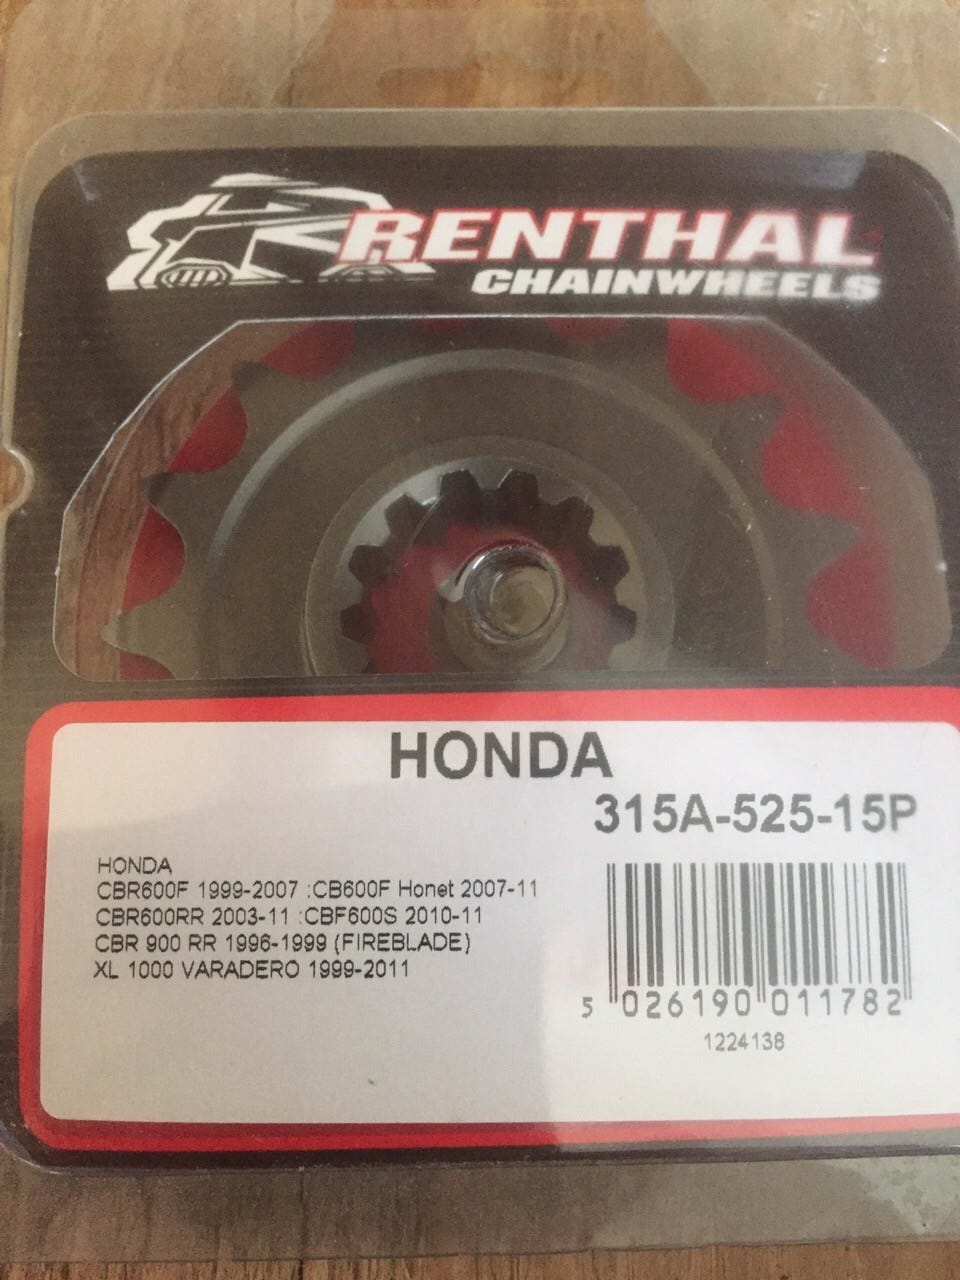 RENTHAL
CHAINWHEELS
HONDA
315A-525-15P
HONDA
CBR600F 1999-2007 :CB600F Honet 2007-11
CBR600RR 2003-11 :CBF600S 2010-11
CBR 900 RR 1996-1999 (FIREBLADE)
XL 1000 VARADERO 1999-2011
5 026190 011782
1224138